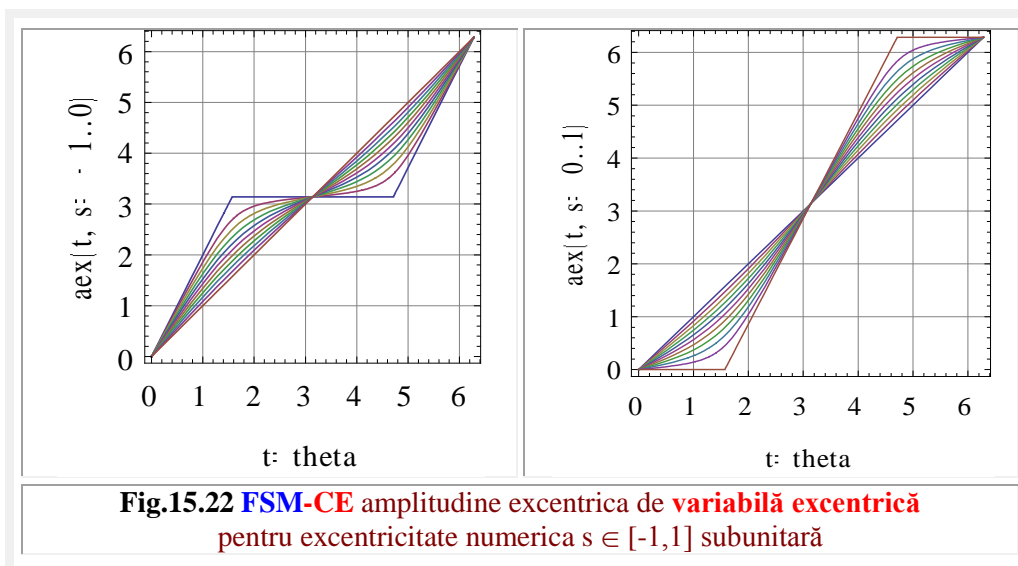 6
5
4
3
2
1
0
aex(t, s: - 1..0)
0 1 2 3 4 5 6
t: theta
6
5
4
3
2
1
0
aex(t, s: 0..1)
0 1 2 3 4 5 6
t: theta
Fig.15.22 FSM-CE amplitudine excentrica de variabilă excentrică
pentru excentricitate numerica s ∈ [-1,1] subunitară